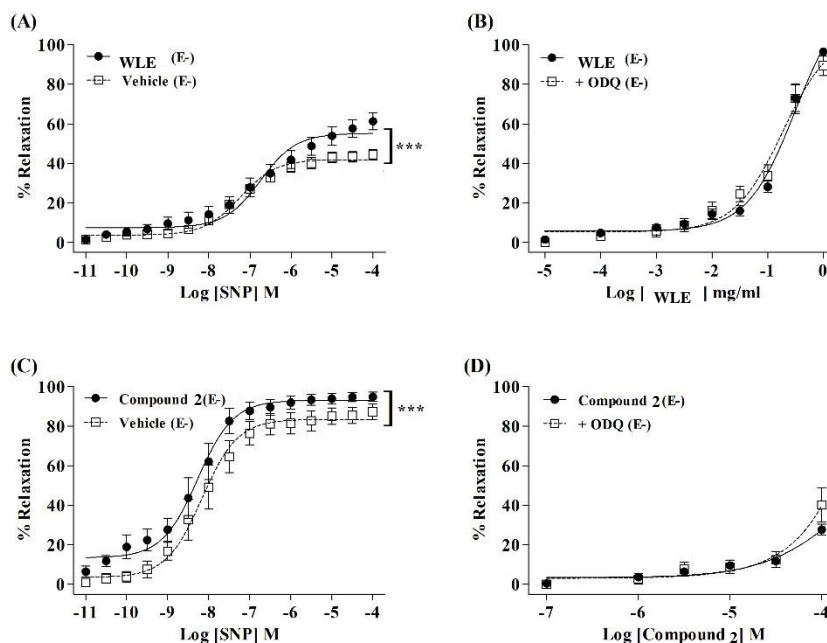 (A)
WLE (E-)
Vehicle (E-)
% Relaxation
100
80
60
40
20
0
***
-11 -10 -9 -8 -7 -6 -5 -4
Log [SNP] M
(B)
WLE (E-)
+ ODQ (E-)
% Relaxation
100
80
60
40
20
0
-5 -4 -3 -2 -1 0
Log [ WLE ] mg/ml
(C)
Compound 2(E-)
Vehicle (E-)
% Relaxation
100
80
60
40
20
0
***
-11 -10 -9 -8 -7 -6 -5 -4
Log [SNP] M
(D)
Compound 2(E-)
+ ODQ (E-)
% Relaxation
100
80
60
40
20
0
-7 -6 -5 -4
Log [Compound 2] M